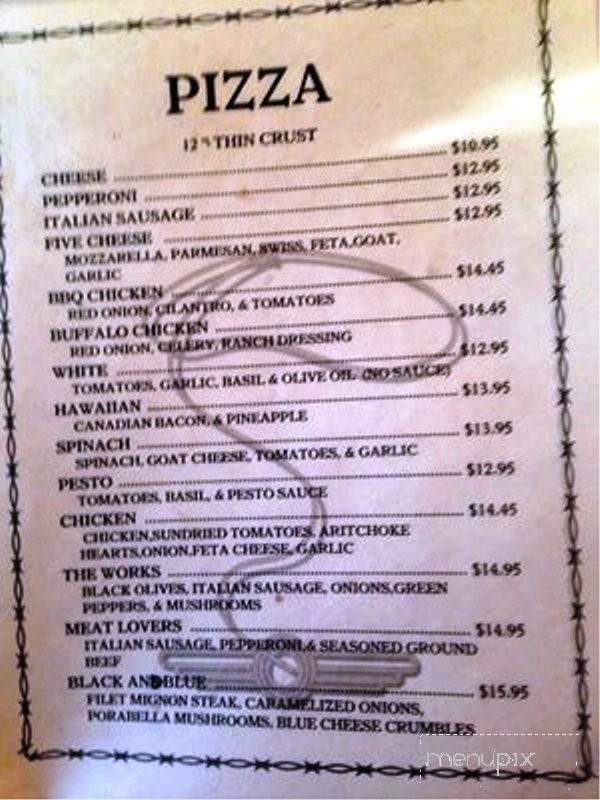 PIZZA
12" THIN CRUST
CHEESE $10.95
PEPPERONI $12.95
ITALIAN SAUSAGE $12.95
FIVE CHEESE $12.95
MOZZARELLA, PARMESAN, SWISS, FETA,GOAT,
GARLIC
BBQ CHICKEN $14.45
RED ONION, CILANTRO, & TOMATOES
BUFFALO CHICKEN $14.45
RED ONION, CELERY, RANCH DRESSING
WHITE $12.95
TOMATOES, GARLIC, BASIL & OLIVE OIL (NO SAUCE)
HAWAIIAN $13.95
CANADIAN BACON, & PINEAPPLE
SPINACH $13.95
SPINACH, GOAT CHEESE, TOMATOES, & GARLIC
PESTO $12.95
TOMATOES, BASIL, & PESTO SAUCE
CHICKEN $14.45
CHICKEN,SUNDRIED TOMATOES, ARITCHOKE
HEARTS,ONION,FETA CHEESE, GARLIC
THE WORKS $14.95
BLACK OLIVES, ITALIAN SAUSAGE, ONIONS,GREEN
PEPPERS, & MUSHROOMS
MEAT LOVERS $14.95
ITALIAN SAUSAGE, PEPPERONI,& SEASONED GROUND
BEEF
BLACK AND BLUE $15.95
FILET MIGNON STEAK, CARAMELIZED ONIONS,
PORABELLA MUSHROOMS, BLUE CHEESE CRUMBLES
menupix